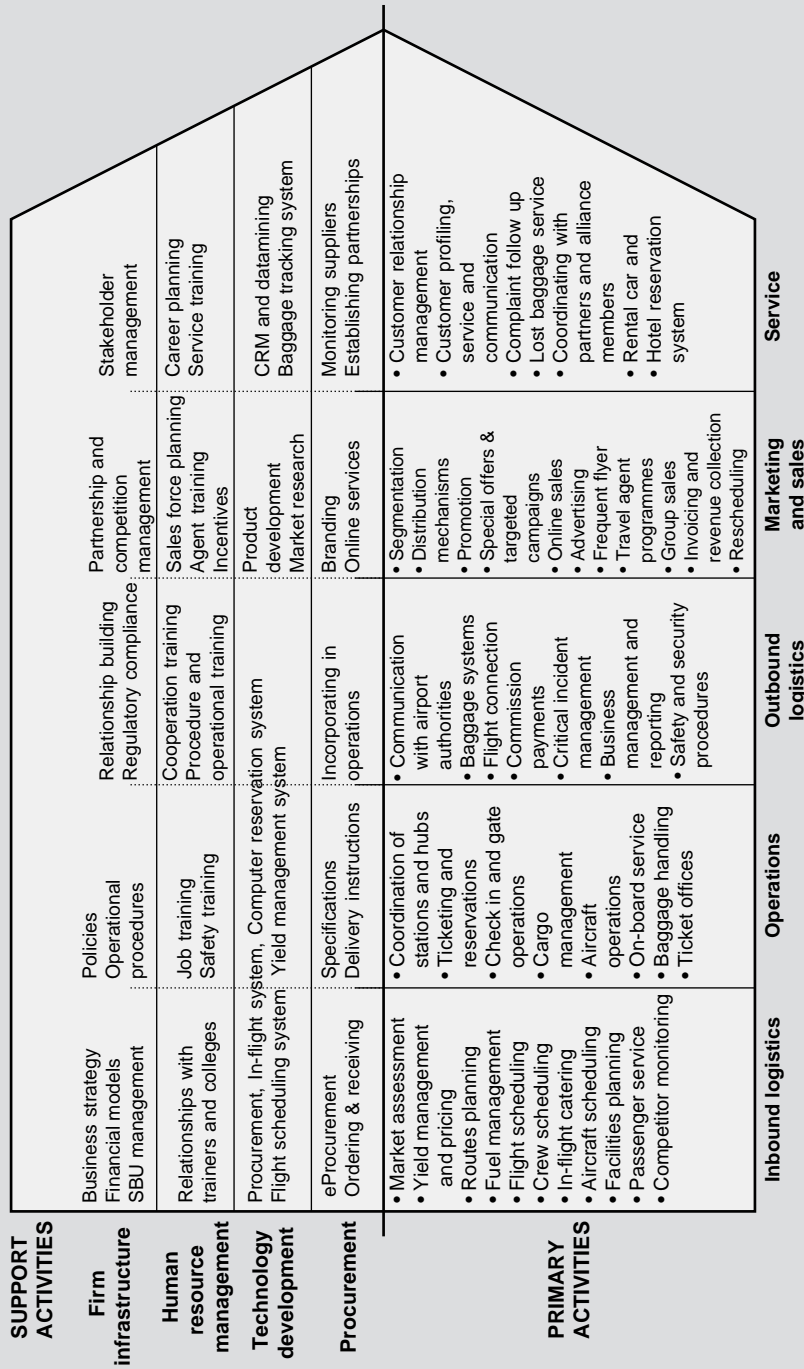 SUPPORT
ACTIVITIES
Firm
infrastructure
Business strategy
Financial models
SBU management
Policies
Operational
procedures
Relationship building
Regulatory compliance
Partnership and
competition
management
Stakeholder
management
Human
resource
management
Relationships with
trainers and colleges
Job training
Safety training
Cooperation training
Procedure and
operational training
Sales force planning
Agent training
Incentives
Career planning
Service training
Technology
development
Procurement, In-flight system, Computer reservation system
Flight scheduling system Yield management system
Product
development
Market research
CRM and datamining
Baggage tracking system
Procurement
eProcurement
Ordering & receiving
Specifications
Delivery instructions
Incorporating in
operations
Branding
Online services
Monitoring suppliers
Establishing partnerships
PRIMARY
ACTIVITIES
• Market assessment
• Yield management
and pricing
• Routes planning
• Fuel management
• Flight scheduling
• Crew scheduling
• In-flight catering
• Aircraft scheduling
• Facilities planning
• Passenger service
• Competitor monitoring
• Coordination of
stations and hubs
• Ticketing and
reservations
• Check in and gate
operations
• Cargo
management
• Aircraft
operations
• On-board service
• Baggage handling
• Ticket offices
• Communication
with airport
authorities
• Baggage systems
• Flight connection
• Commission
payments
• Critical incident
management
• Business
management and
reporting
• Safety and security
procedures
• Segmentation
• Distribution
mechanisms
• Promotion
• Special offers &
targeted
campaigns
• Online sales
• Advertising
• Frequent flyer
• Travel agent
programmes
• Group sales
• Invoicing and
revenue collection
• Rescheduling
• Customer relationship
management
• Customer profiling,
service and
communication
• Complaint follow up
• Lost baggage service
• Coordinating with
partners and alliance
members
• Rental car and
• Hotel reservation
system
Inbound logistics
Operations
Outbound
logistics
Marketing
and sales
Service